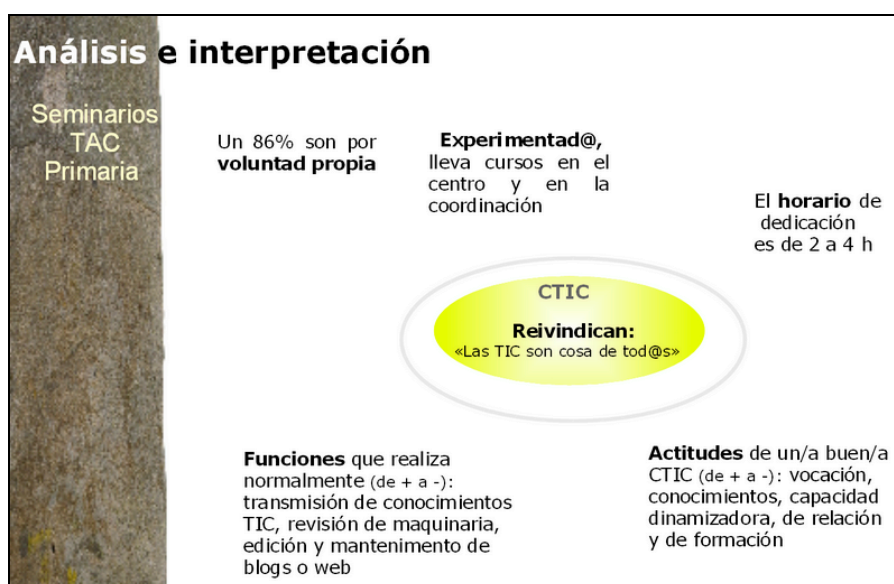 Análisis e interpretación
Seminarios
TAC
Primaria
Un 86% son por
voluntad propia
Experimentad@,
lleva cursos en el
centro y en la
coordinación
El horario de
dedicación
es de 2 a 4 h
CTIC
Reivindican:
«Las TIC son cosa de tod@s»
Funciones que realiza
normalmente (de + a -):
transmisión de conocimientos
TIC, revisión de maquinaria,
edición y mantenimento de
blogs o web
Actitudes de un/a buen/a
CTIC (de + a -): vocación,
conocimientos, capacidad
dinamizadora, de relación
y de formación